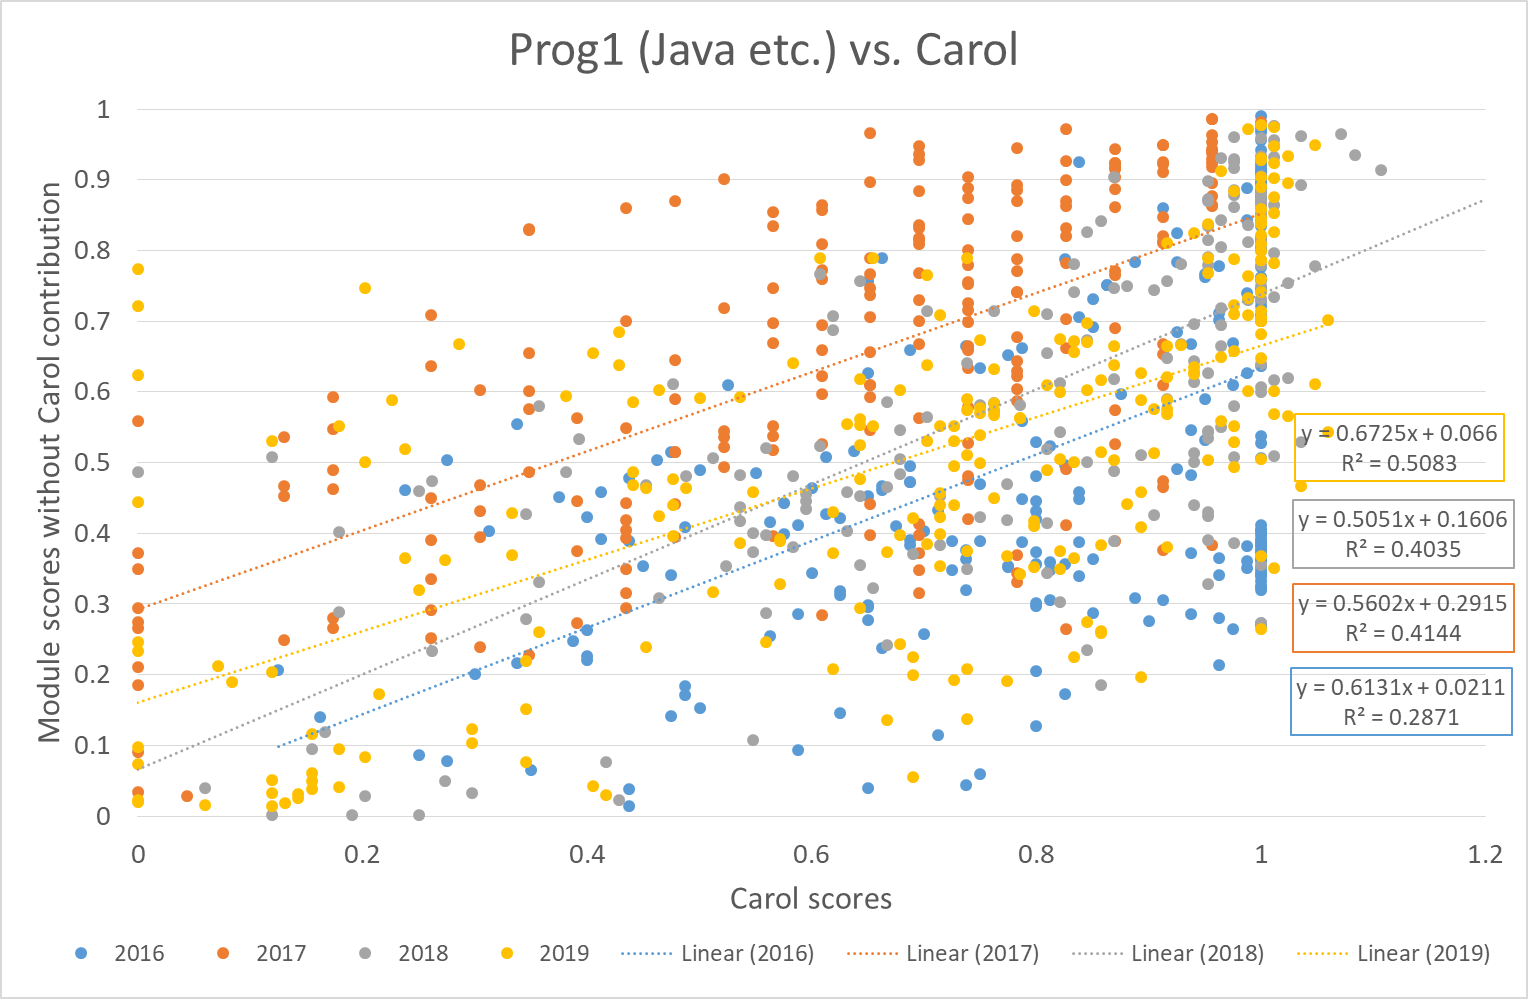 Prog1 (Java etc.) vs. Carol
Module scores without Carol contribution
1
0.9
0.8
0.7
0.6
0.5
0.4
0.3
0.2
0.1
0
y = 0.6725x + 0.066
R² = 0.5083
y = 0.5051x + 0.1606
R² = 0.4035
y = 0.5602x + 0.2915
R² = 0.4144
y = 0.6131x + 0.0211
R² = 0.2871
0 0.2 0.4 0.6 0.8 1 1.2
Carol scores
2016 2017 2018 2019 Linear (2016) Linear (2017) Linear (2018) Linear (2019)